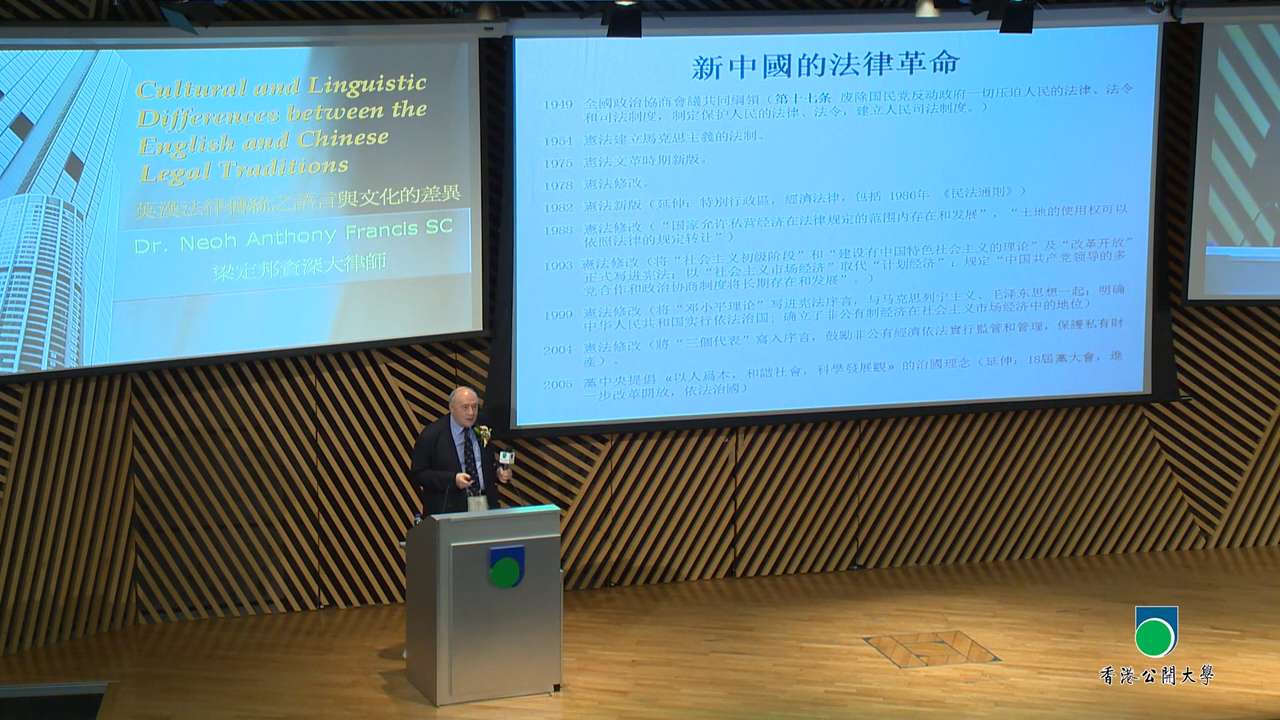 Cultural and Linguistic
Differences between the
English and Chinese
Legal Traditions
英漢法律傳統之語言與文化的差異
Dr. Neoh Anthony Francis SC
梁定邦資深大律師
新中國的法律革命
1949 全國政治協商會議共同綱領（第十七条 废除国民党反动政府一切压迫人民的法律、法令
和司法制度，制定保护人民的法律、法令，建立人民司法制度。）
1954 憲法建立馬克思主義的法制。
1975 憲法文革時期新版。
1978 憲法修改。
1982 憲法新版（延伸：特別行政區，經濟法律，包括 1986年 《民法通則》）
1988 憲法修改（“国家允许私营经济在法律规定的范围内存在和发展”，“土地的使用权可以
依照法律的规定转让”）
1993 憲法修改（将“社会主义初级阶段”和“建设有中国特色社会主义的理论”及“改革开放”
正式写进宪法；以“社会主义市场经济”取代“计划经济”；规定“中国共产党领导的多
党合作和政治协商制度将长期存在和发展”。）
1999 憲法修改（将“邓小平理论”写进宪法序言，与马克思列宁主义、毛泽东思想一起；明确
中华人民共和国实行依法治国；确立了非公有制经济在社会主义市场经济中的地位）
2004 憲法修改（將“三個代表”寫入序言，鼓勵非公有經濟依法實行監管和管理，保護私有財
產）。
2005 黨中央提倡 «以人爲本，和諧社會，科學發展觀» 的治國理念（延伸：18屆黨大會，進
一步改革開放，依法治國）
香港公開大學